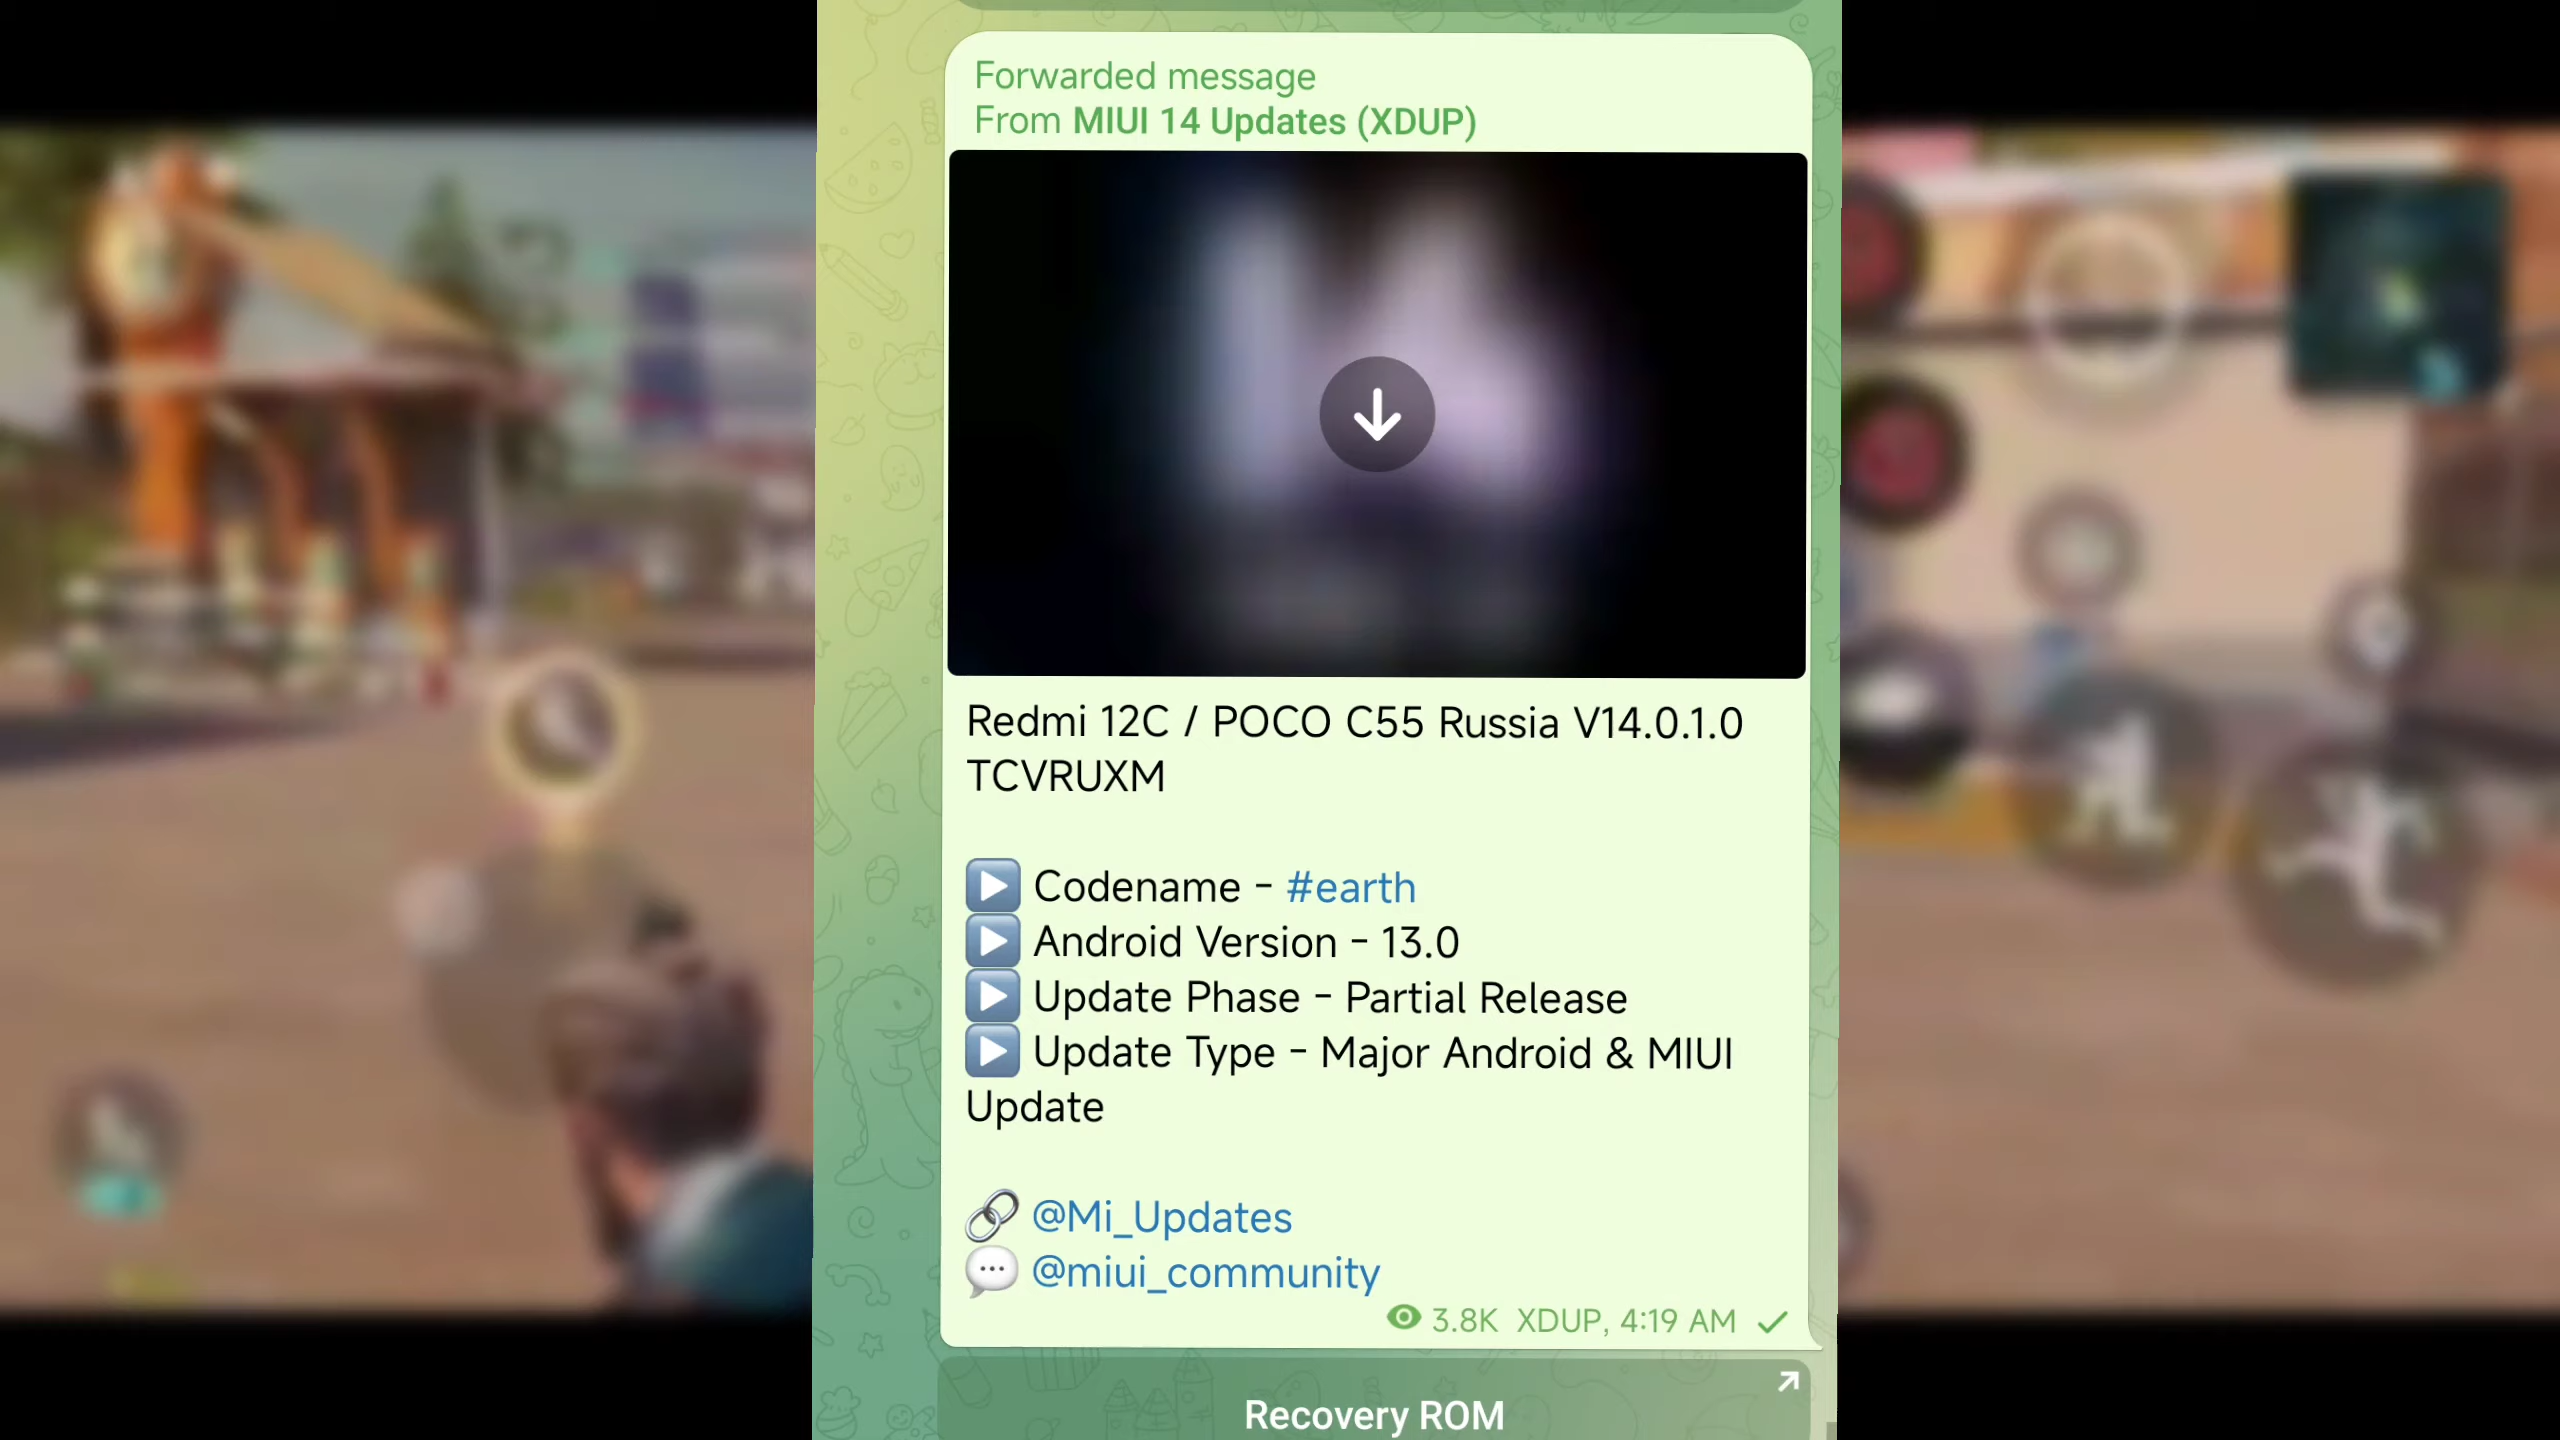 Forwarded message
From MIUI 14 Updates (XDUP)
Redmi 12C / POCO C55 Russia V14.0.1.0
TCVRUXM
▶️ Codename - #earth
▶️ Android Version - 13.0
▶️ Update Phase - Partial Release
▶️ Update Type - Major Android & MIUI
Update
🔗 @Mi_Updates
💬 @miui_community
3.8K XDUP, 4:19 AM
Recovery ROM